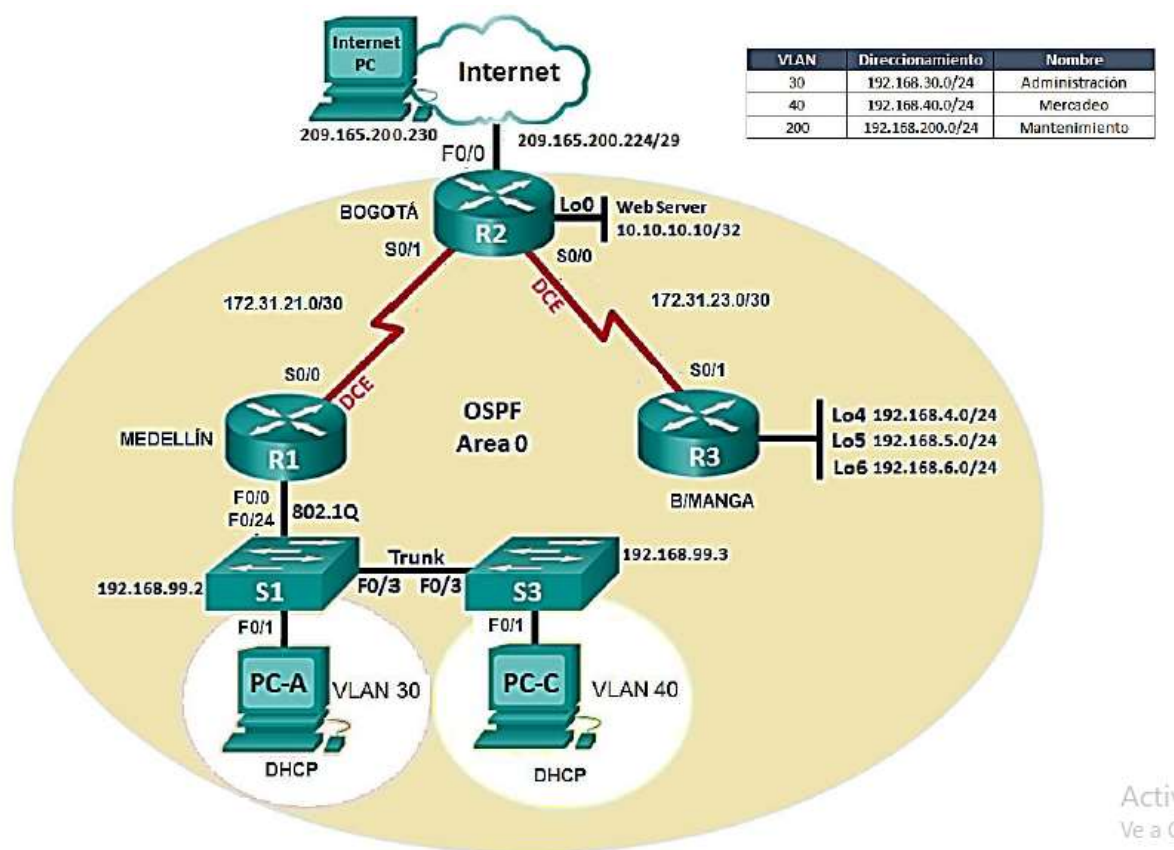 Internet PC
Internet
209.165.200.230
209.165.200.224/29
F0/0
VLAN Direccionamiento Nombre
30 192.168.30.0/24 Administración
40 192.168.40.0/24 Mercadeo
200 192.168.200.0/24 Mantenimiento
BOGOTÁ
R2
Lo0
Web Server
10.10.10.10/32
S0/1
S0/0
DCE
172.31.21.0/30
172.31.23.0/30
S0/0
DCE
S0/1
OSPF
Area 0
MEDELLÍN
R1
R3
B/MANGA
Lo4 192.168.4.0/24
Lo5 192.168.5.0/24
Lo6 192.168.6.0/24
F0/0
F0/24
802.1Q
192.168.99.2
S1
Trunk
F0/3 F0/3
S3
192.168.99.3
F0/1
F0/1
PC-A
VLAN 30
DHCP
PC-C
VLAN 40
DHCP
Activ
Ve a C